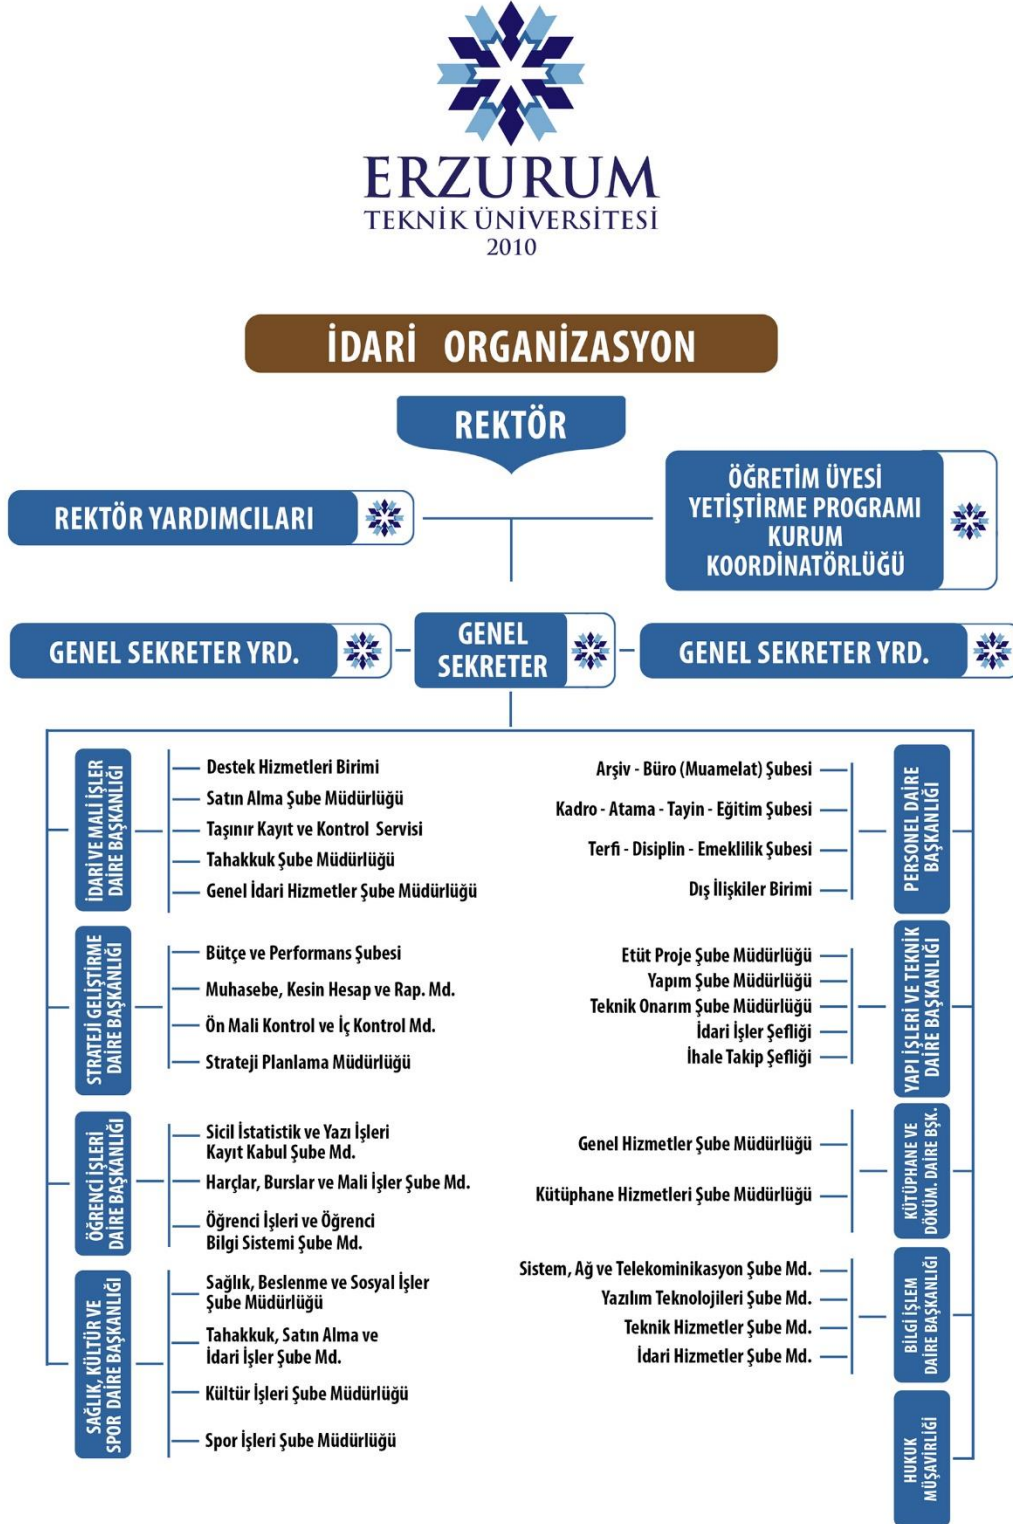 ERZURUM
TEKNİK ÜNİVERSİTESİ
2010
İDARİ ORGANİZASYON
REKTÖR
REKTÖR YARDIMCILARI
ÖĞRETİM ÜYESİ
YETİŞTİRME PROGRAMI
KURUM
KOORDİNATÖRLÜĞÜ
GENEL SEKRETER YRD.
GENEL
SEKRETER
GENEL SEKRETER YRD.
İDARİ VE MALİ İŞLER
DAİRE BAŞKANLIĞI
Destek Hizmetleri Birimi
Satın Alma Şube Müdürlüğü
Taşınır Kayıt ve Kontrol Servisi
Tahakkuk Şube Müdürlüğü
Genel İdari Hizmetler Şube Müdürlüğü
STRATEJİ GELİŞTİRME
DAİRE BAŞKANLIĞI
Bütçe ve Performans Şubesi
Muhasebe, Kesin Hesap ve Rap. Md.
Ön Mali Kontrol ve İç Kontrol Md.
Strateji Planlama Müdürlüğü
ÖĞRENCİ İŞLERİ
DAİRE BAŞKANLIĞI
Sicil İstatistik ve Yazı İşleri
Kayıt Kabul Şube Md.
Harçlar, Burslar ve Mali İşler Şube Md.
Öğrenci İşleri ve Öğrenci
Bilgi Sistemi Şube Md.
SAĞLIK, KÜLTÜR VE
SPOR DAİRE BAŞKANLIĞI
Sağlık, Beslenme ve Sosyal İşler
Şube Müdürlüğü
Tahakkuk, Satın Alma ve
İdari İşler Şube Md.
Kültür İşleri Şube Müdürlüğü
Spor İşleri Şube Müdürlüğü
PERSONEL DAİRE
BAŞKANLIĞI
Arşiv - Büro (Muamelat) Şubesi
Kadro - Atama - Tayin - Eğitim Şubesi
Terfi - Disiplin - Emeklilik Şubesi
Dış İlişkiler Birimi
YAPI İŞLERİ VE TEKNİK
DAİRE BAŞKANLIĞI
Etüt Proje Şube Müdürlüğü
Yapım Şube Müdürlüğü
Teknik Onarım Şube Müdürlüğü
İdari İşler Şefliği
İhale Takip Şefliği
KÜTÜPHANE VE
DÖKÜM. DAİRE BŞK.
Genel Hizmetler Şube Müdürlüğü
Kütüphane Hizmetleri Şube Müdürlüğü
BİLGİ İŞLEM
DAİRE BAŞKANLIĞI
Sistem, Ağ ve Telekominikasyon Şube Md.
Yazılım Teknolojileri Şube Md.
Teknik Hizmetler Şube Md.
İdari Hizmetler Şube Md.
HUKUK
MÜŞAVİRLİĞİ